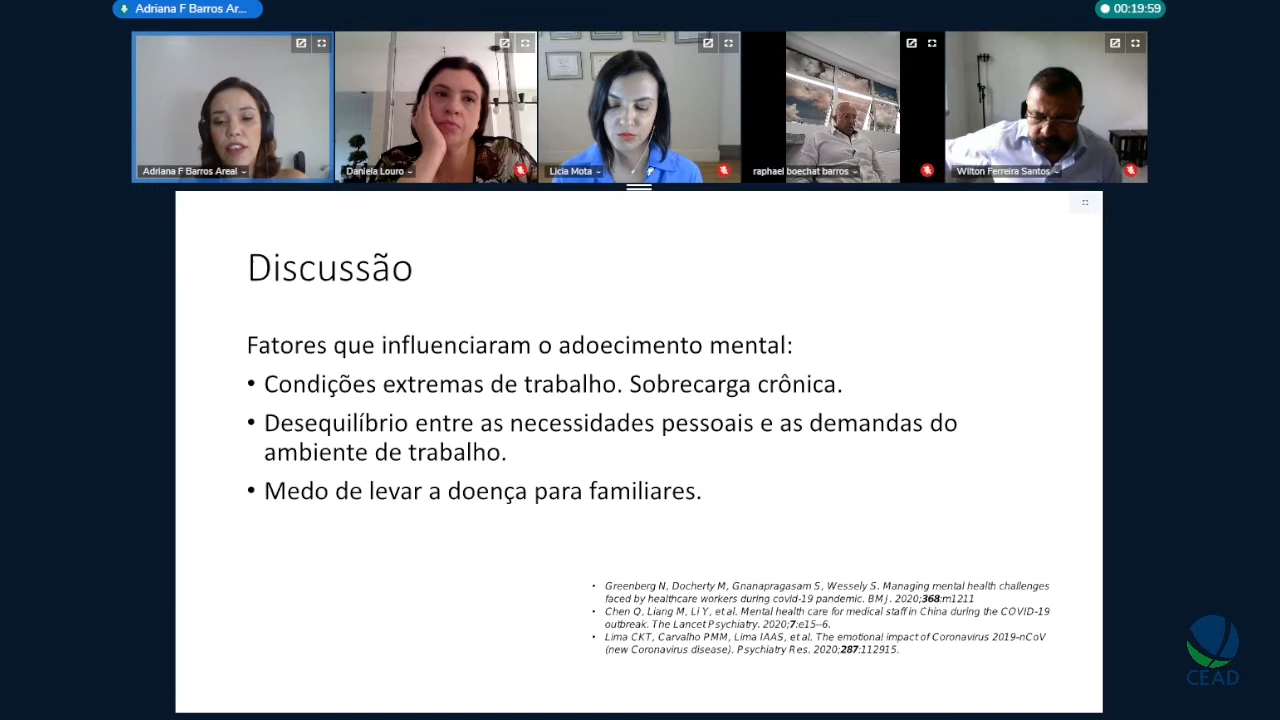 Adriana F Barros Ar...
00:19:59
Adriana F Barros Areal
Daniela Louro
Licia Mota
raphael boechat barros
Wilton Ferreira Santos
Discussão
Fatores que influenciaram o adoecimento mental:
• Condições extremas de trabalho. Sobrecarga crônica.
• Desequilíbrio entre as necessidades pessoais e as demandas do
ambiente de trabalho.
• Medo de levar a doença para familiares.
• Greenberg N, Docherty M, Gnanapragasam S, Wessely S. Managing mental health challenges
faced by healthcare workers during covid-19 pandemic. BMJ. 2020;368:m1211
• Chen Q, Liang M, Li Y, et al. Mental health care for medical staff in China during the COVID-19
outbreak. The Lancet Psychiatry. 2020;7:e15–6.
• Lima CKT, Carvalho PMM, Lima IAAS, et al. The emotional impact of Coronavirus 2019-nCoV
(new Coronavirus disease). Psychiatry Res. 2020;287:112915.
CEAD